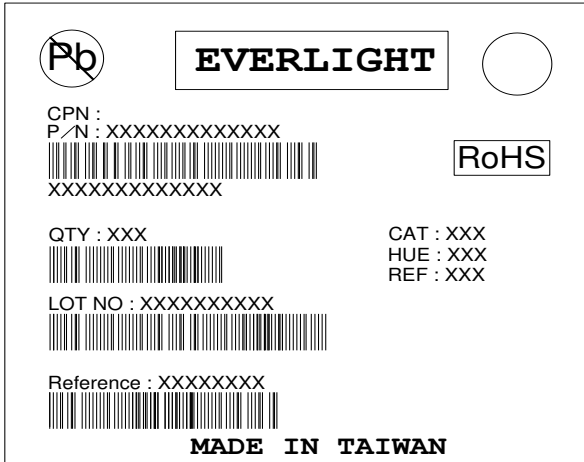 Pb
EVERLIGHT
CPN :
P/N : XXXXXXXXXXXXX
XXXXXXXXXXXXX
RoHS
QTY : XXX
CAT : XXX
HUE : XXX
REF : XXX
LOT NO : XXXXXXXXXX
Reference : XXXXXXXX
MADE IN TAIWAN